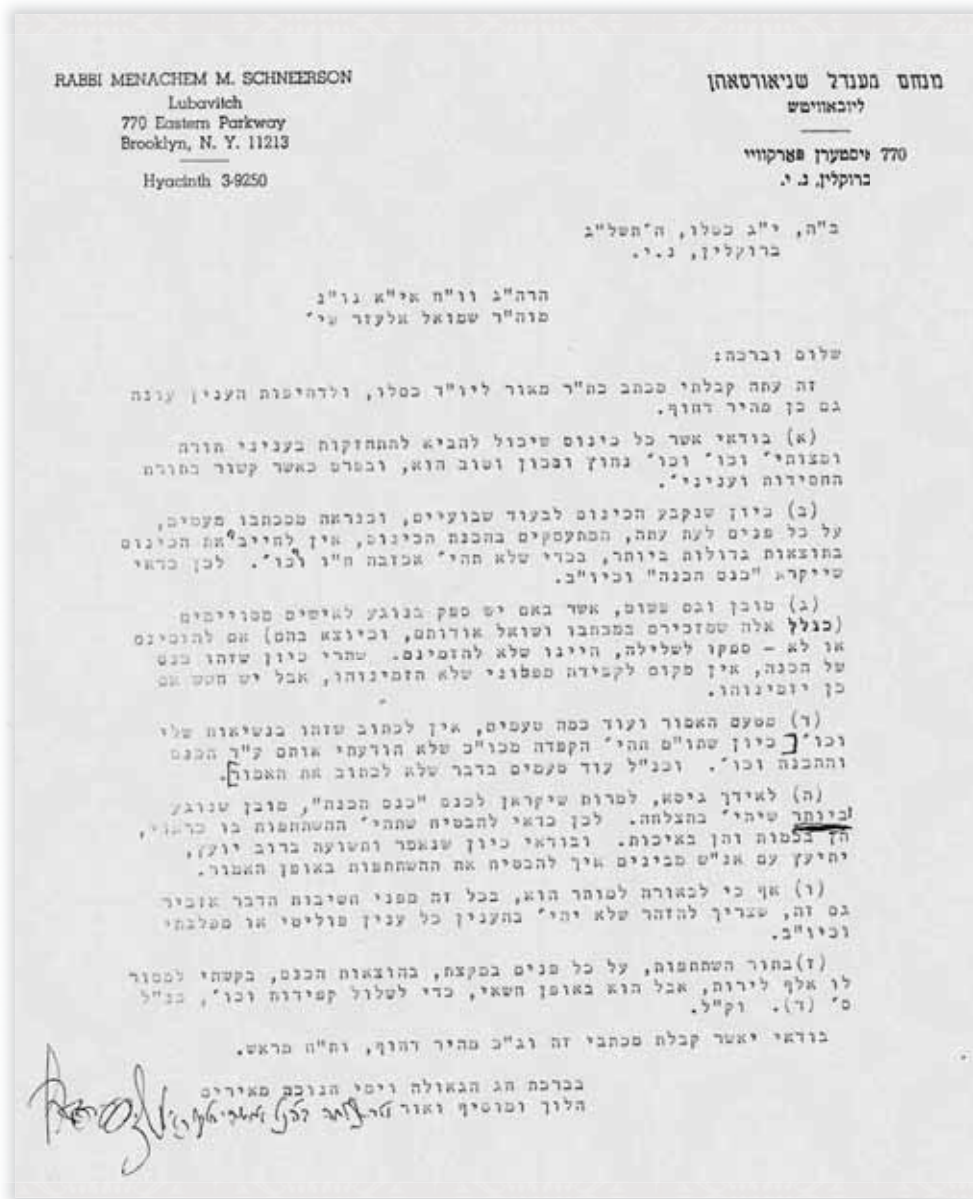 RABBI MENACHEM M. SCHNEERSON
Lubavitch
770 Eastern Parkway
Brooklyn, N. Y. 11213
Hyacinth 3-9250
מנחם מענדל שניאורסאהן
ליובאוויטש
770 איסטערן פארקוויי
ברוקלין, נ. י.
ב"ה, י"ג כסלו, ה'תשל"ג
ברוקלין, נ.י.
הרה"ג וו"ח אי"א נו"נ
מוה"ר שמואל אלעזר שי'
שלום וברכה:
זה עתה קבלתי מכתב כת"ר מאור ליו"ד כסלו, ולדחיפות הענין עונה
גם כן מהיר דחוף.
(א) בודאי אשר כל כינוס שיכול להביא להתחזקות בעניני תורה
ומצותי' וכו' וכו' נחוץ ונכון וטוב הוא, ובפרט כאשר קשור בתורת
החסידות ועניני'.
(ב) כיון שנקבע הכינוס לבעוד שבועיים, וכנראה ממכתבו מעטים,
על כל פנים לעת עתה, המתעסקים בהכנת הכינוס, אין לחייב את הכינוס
בתוצאות גדולות ביותר, בכדי שלא תהי' אכזבה ח"ו וכו'. לכן כדאי
שייקרא "כנס הכנה" וכיו"ב.
(ג) מובן וגם פשוט, אשר באם יש ספק בנוגע לאישים מסויימים
(כגלל אלה שמזכירם במכתבו ושואל אודותם, וכיוצא בהם) אם להזמינם
או לא - ספקו לשלילה, היינו שלא להזמינם. שהרי כיון שזהו כנס
של הכנה, אין מקום לקפידת מפלוני שלא הזמינוהו, אבל יש חשש אם
כן יזמינוהו.
(ד) מטעם האמור ועוד כמה טעמים, אין לכתוב שזהו בנשיאות שלי
וכו' [כיון שתו"מ תהי' הקפדה מכו"כ שלא הודעתי אותם ע"ד הכנס
וההכנה וכו'. וכנ"ל עוד טעמים בדבר שלא לכתוב את האמור].
(ה) לאידך גיסא, למרות שיקראן לכנס "כנס הכנה", מובן שנוגע
ביותר שיהי' בהצלחה. לכן כדאי להבטיח שתהי' ההשתתפות בו כדבעי,
הן בכמות והן באיכות. ובודאי כיון שנאמר ותשועה ברוב יועץ,
יתיעץ עם אנ"ש מבינים איך להבטיח את ההשתתפות באופן האמור.
(ו) אף כי לכאורה למותר הוא, בכל זה מפני חשיבות הדבר אזכיר
גם זה, שצריך להזהר שלא יהי' בהענין כל ענין פוליטי או מפלגתי
וכיו"ב.
(ז)בתור השתתפות, על כל פנים במקצת, בהוצאות הכנס, בקשתי למסור
לו אלף לירות, אבל הוא באופן חשאי, כדי לשלול קפידות וכו', כנ"ל
ס' (ד). וק"ל.
בודאי יאשר קבלת מכתבי זה וג"כ מהיר דחוף, ות"ח מראש.
בברכת חג הגאולה וימי חנוכה מאירים
הלוך ומוסיף ואור